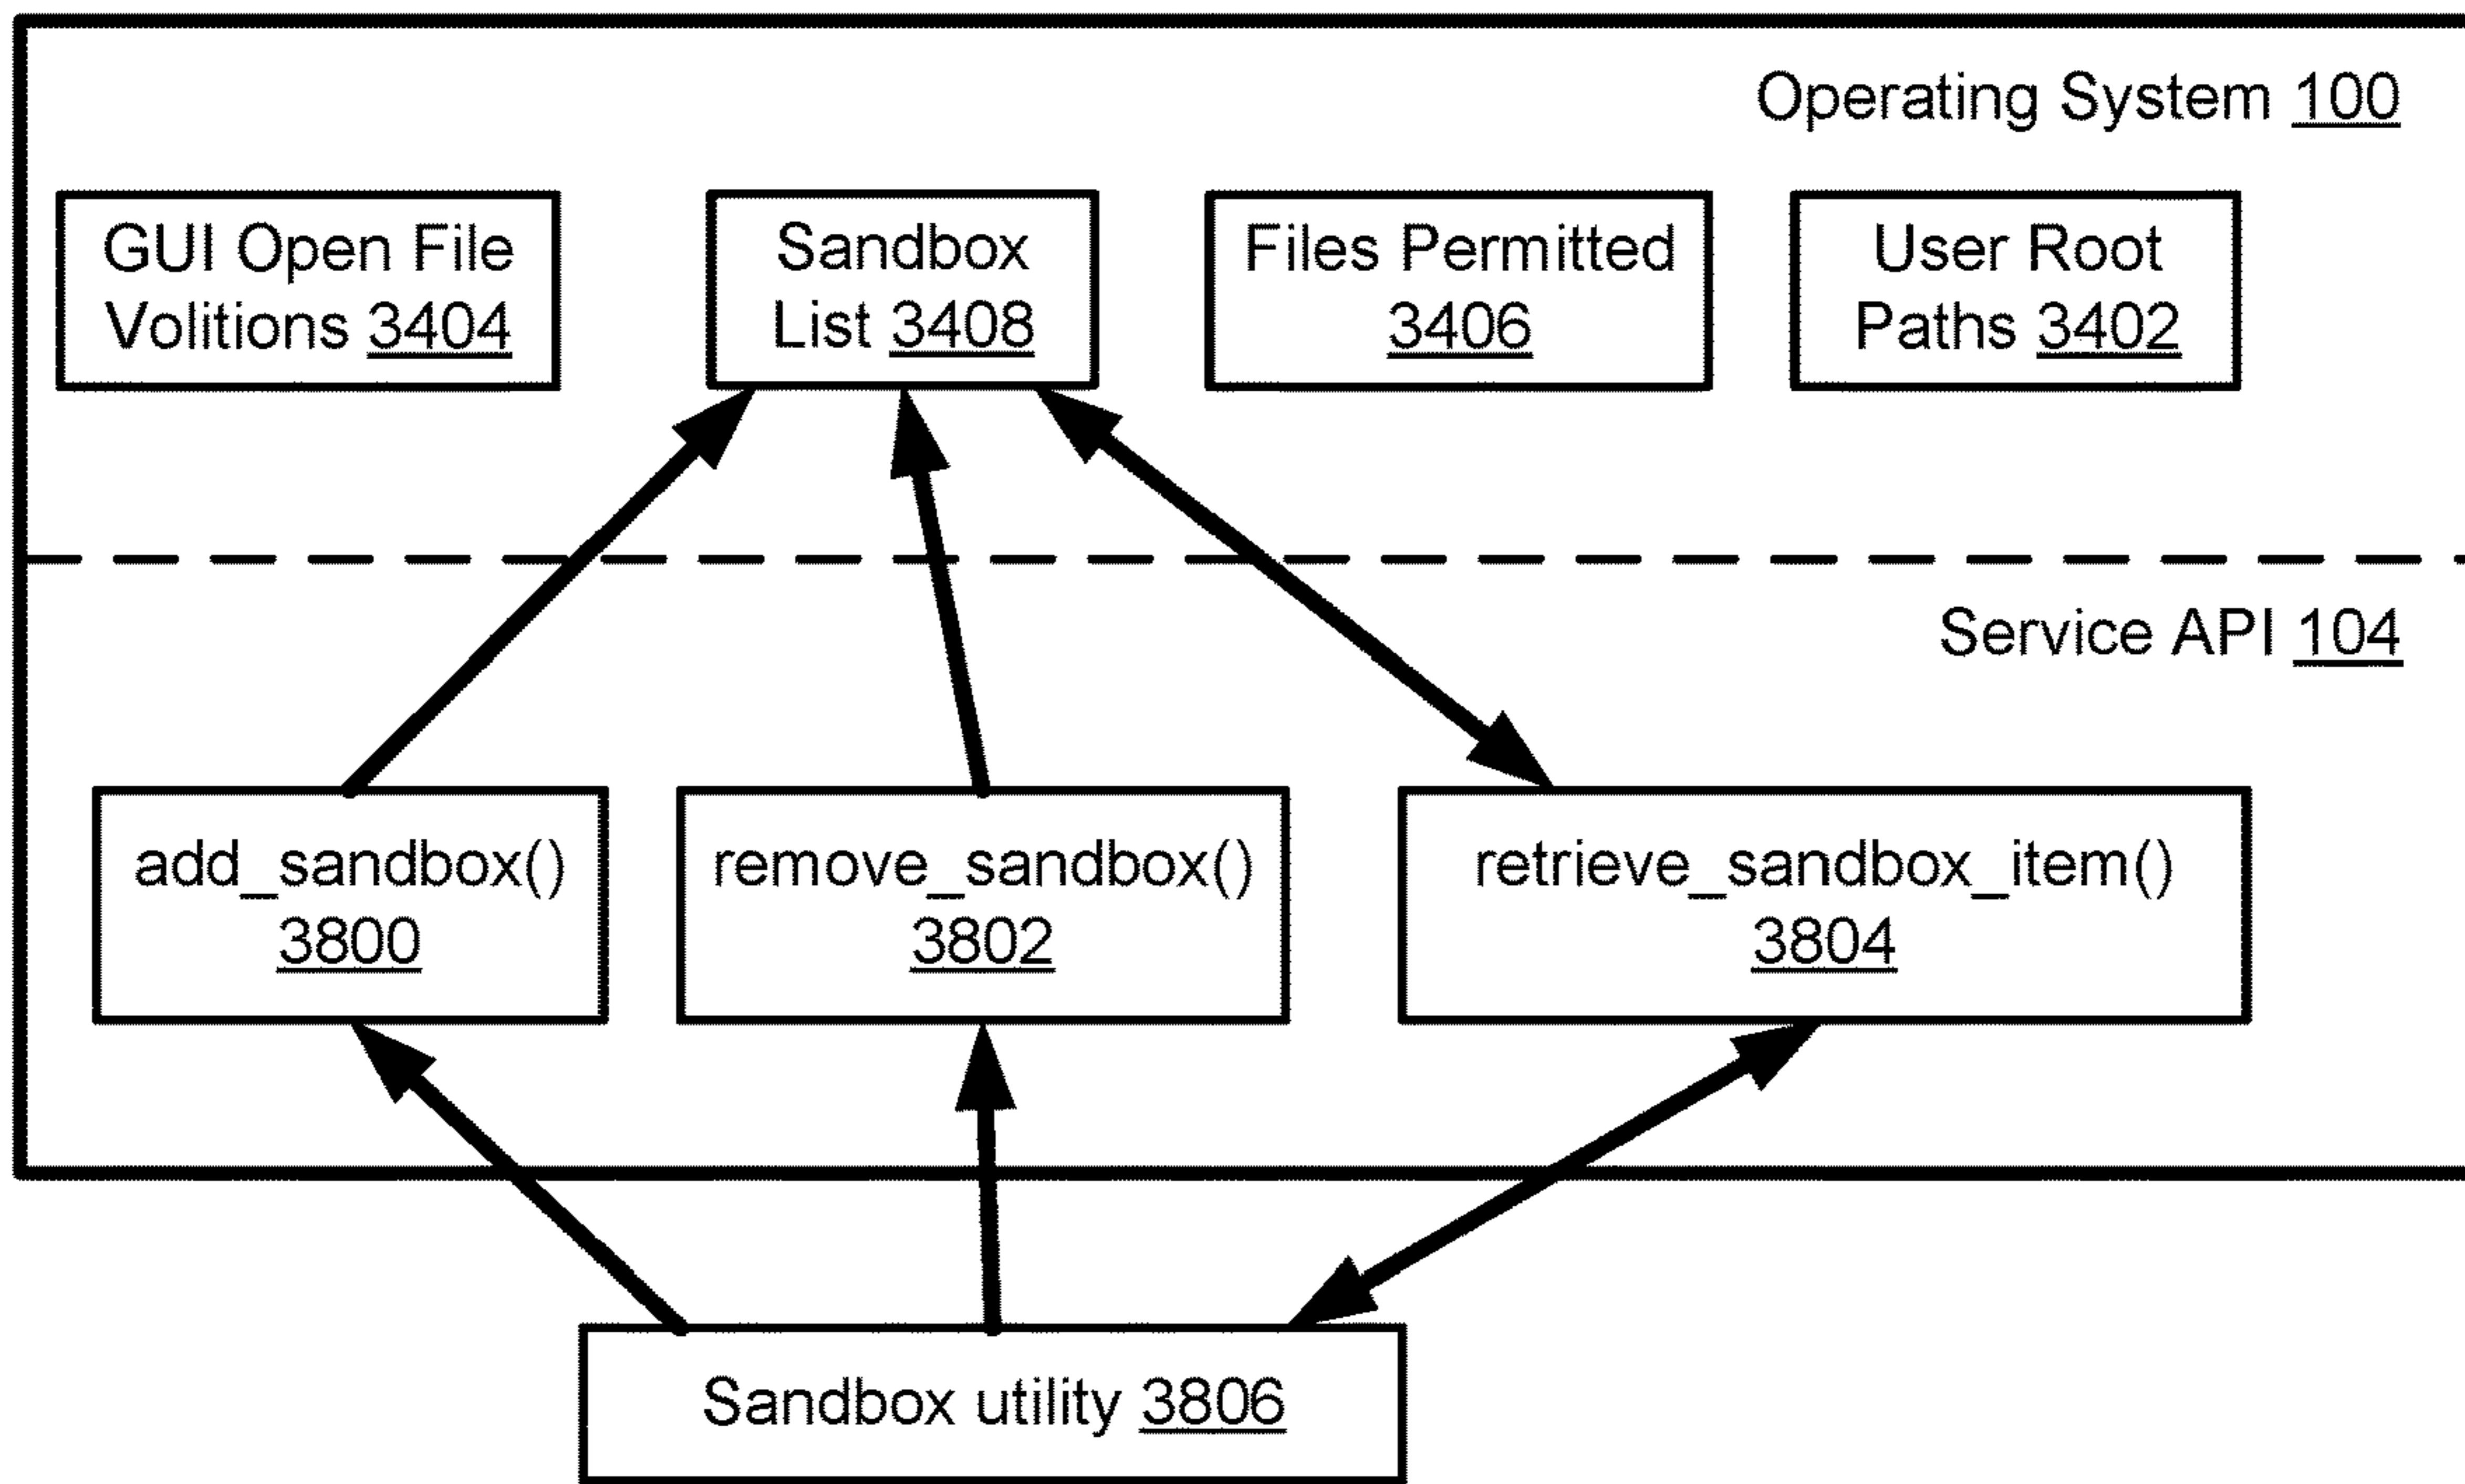 Operating System 100
GUI Open File
Volitions 3404
Sandbox
List 3408
Files Permitted
3406
User Root
Paths 3402
Service API 104
add_sandbox()
3800
remove_sandbox()
3802
retrieve_sandbox_item()
3804
Sandbox utility 3806